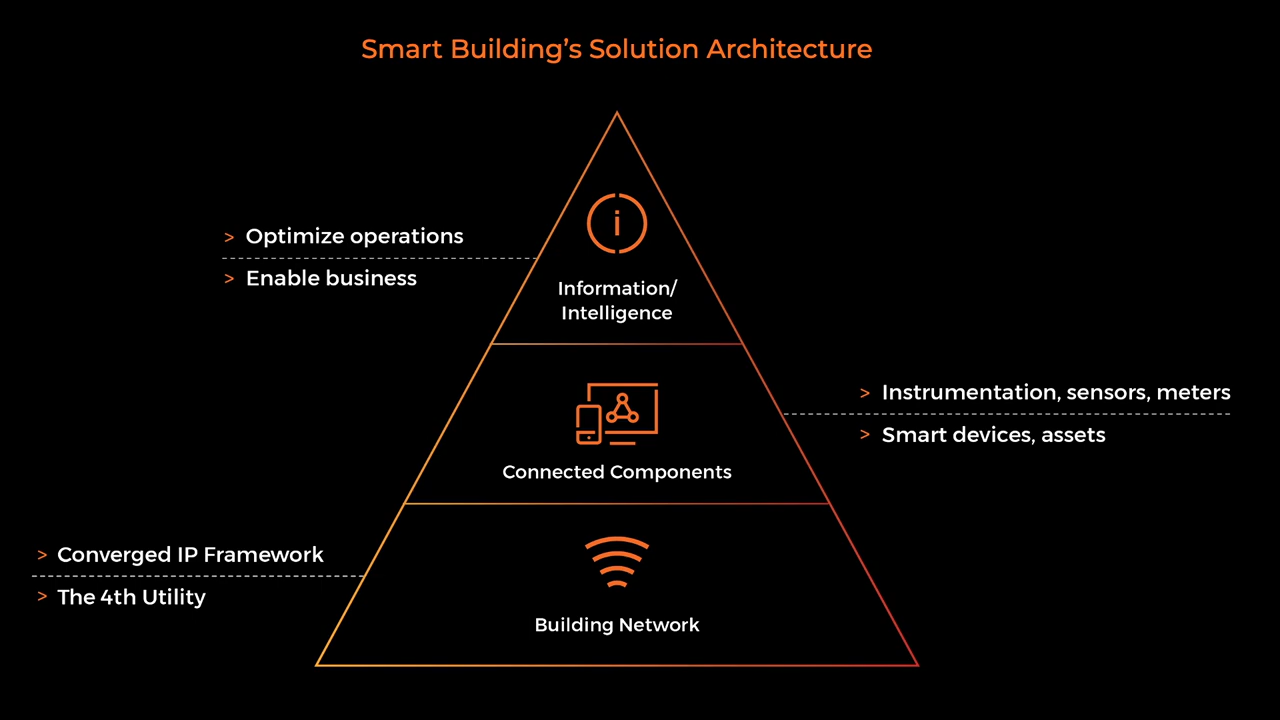 Smart Building’s Solution Architecture
> Optimize operations
> Enable business
i
Information/
Intelligence
> Instrumentation, sensors, meters
> Smart devices, assets
Connected Components
> Converged IP Framework
> The 4th Utility
Building Network